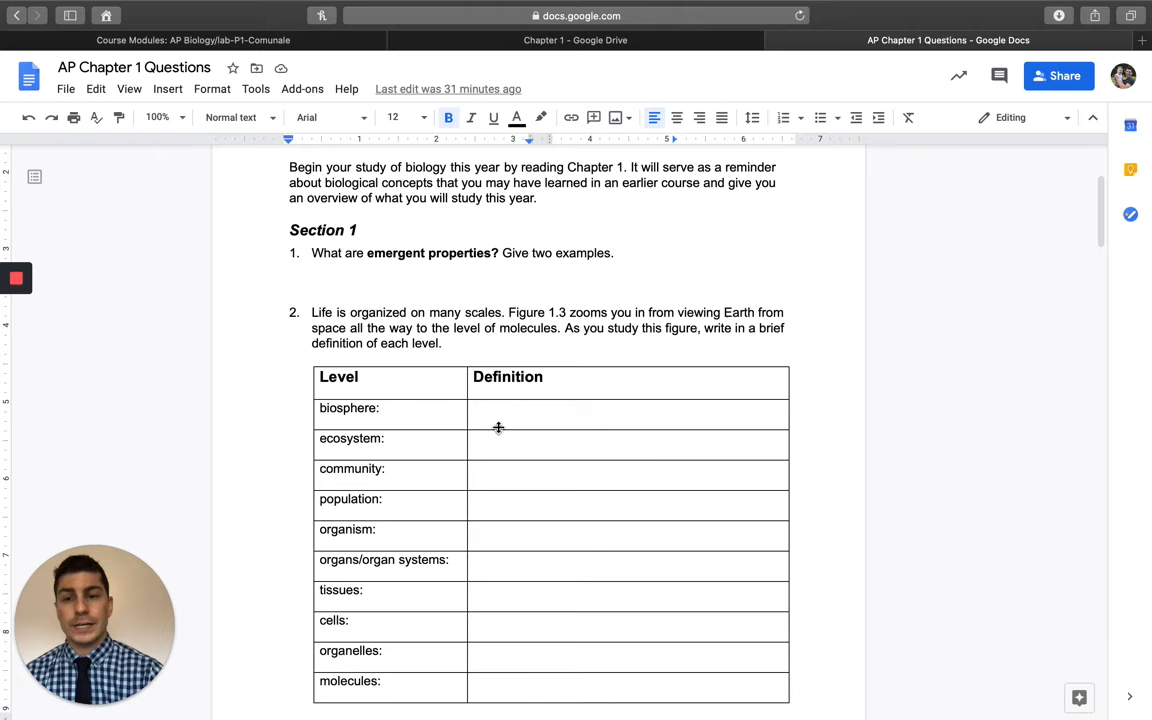 docs.google.com
Course Modules: AP Biology/lab-P1-Comunale
Chapter 1 - Google Drive
AP Chapter 1 Questions - Google Docs
AP Chapter 1 Questions
Share
File Edit View Insert Format Tools Add-ons Help Last edit was 31 minutes ago
100% Normal text Arial 12 B I U A Editing
1 2 3 4 5 6 7
Begin your study of biology this year by reading Chapter 1. It will serve as a reminder
about biological concepts that you may have learned in an earlier course and give you
an overview of what you will study this year.
Section 1
1. What are emergent properties? Give two examples.
2. Life is organized on many scales. Figure 1.3 zooms you in from viewing Earth from
space all the way to the level of molecules. As you study this figure, write in a brief
definition of each level.
Level Definition
biosphere:
ecosystem:
community:
population:
organism:
organs/organ systems:
tissues:
cells:
organelles:
molecules: